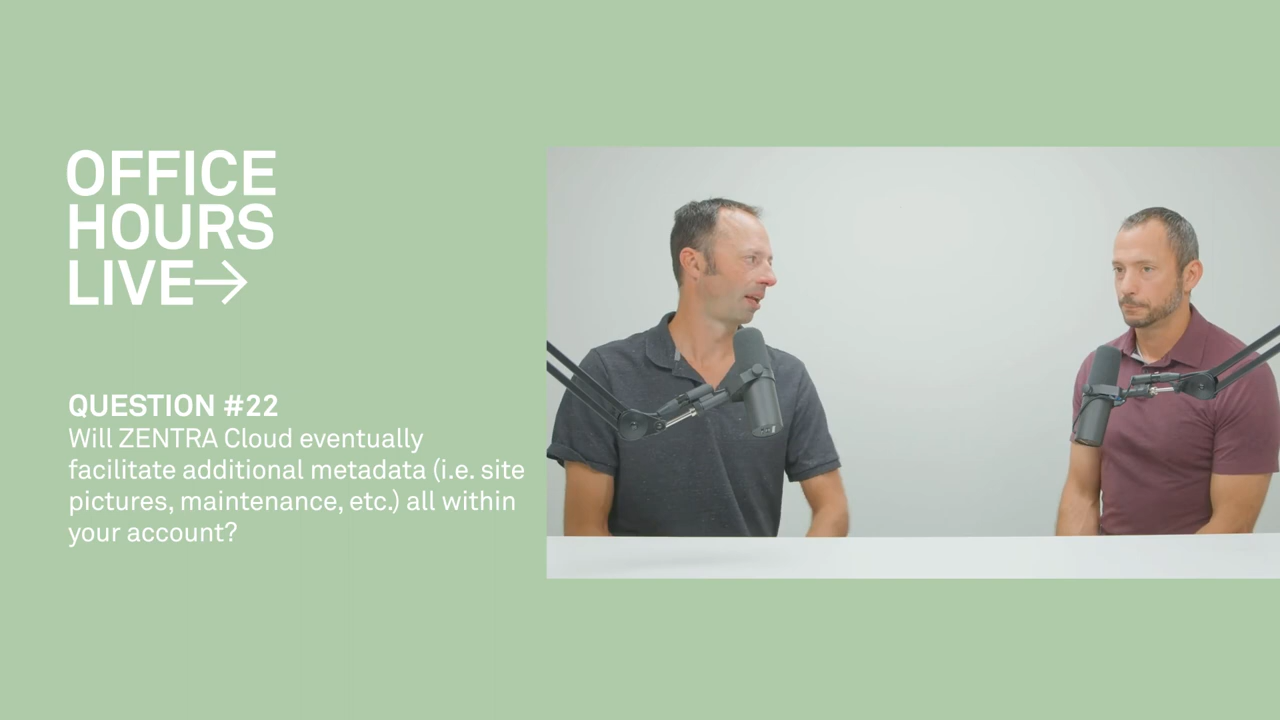 OFFICE
HOURS
LIVE→
QUESTION #22
Will ZENTRA Cloud eventually
facilitate additional metadata (i.e. site
pictures, maintenance, etc.) all within
your account?